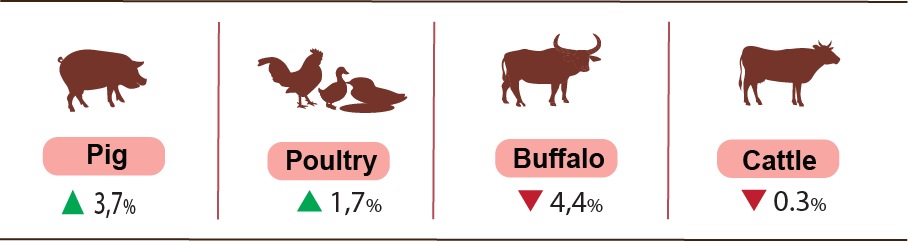 Pig
▲ 3,7%
Poultry
▲ 1,7%
Buffalo
▼ 4,4%
Cattle
▼ 0.3%